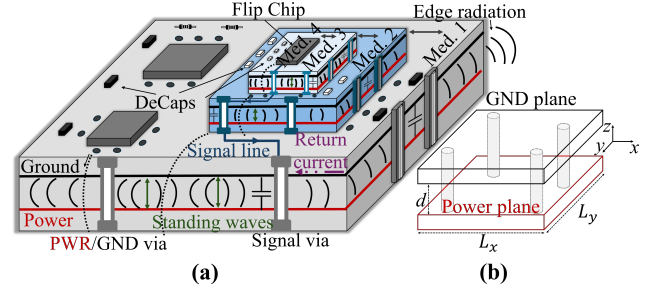 Flip Chip
Med. 4
Med. 3
Med. 2
Med. 1
Edge radiation
DeCaps
Signal line
Return
current
Ground
Power
Standing waves
PWR/GND via
Signal via
(a)
GND plane
z
y
x
d
Power plane
Lx
Ly
(b)